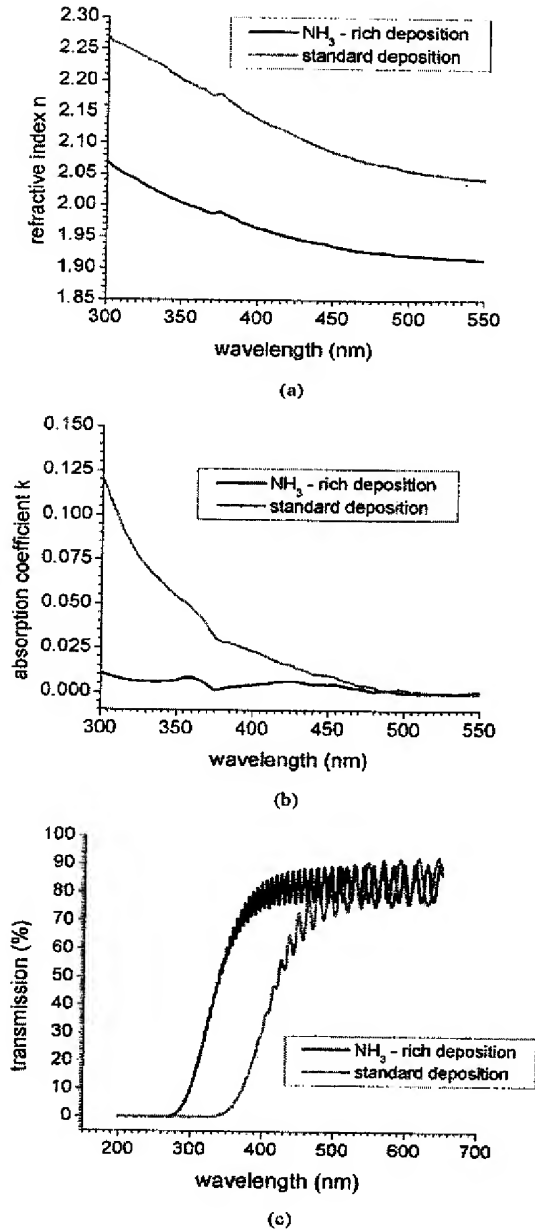 2.30
2.25
2.20
2.15
2.10
2.05
2.00
1.95
1.90
1.85
refractive index n
NH₃ - rich deposition
standard deposition
300 350 400 450 500 550
wavelength (nm)
(a)
0.150
0.125
0.100
0.075
0.050
0.025
0.000
absorption coefficient k
NH₃ - rich deposition
standard deposition
300 350 400 450 500 550
wavelength (nm)
(b)
100
90
80
70
60
50
40
30
20
10
0
transmission (%)
NH₃ - rich deposition
standard deposition
200 300 400 500 600 700
wavelength (nm)
(c)